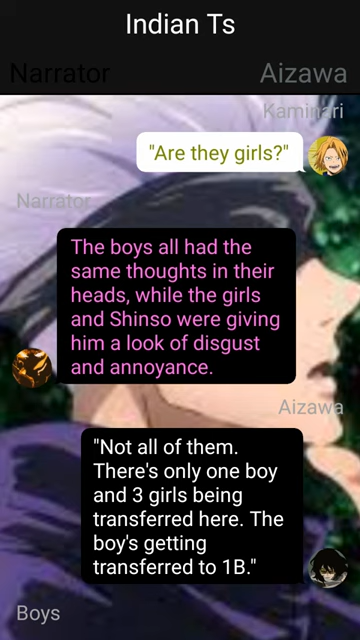 Indian Ts
Narrator
Aizawa
Kaminari
"Are they girls?"
Narrator
The boys all had the
same thoughts in their
heads, while the girls
and Shinso were giving
him a look of disgust
and annoyance.
Aizawa
"Not all of them.
There's only one boy
and 3 girls being
transferred here. The
boy's getting
transferred to 1B."
Boys